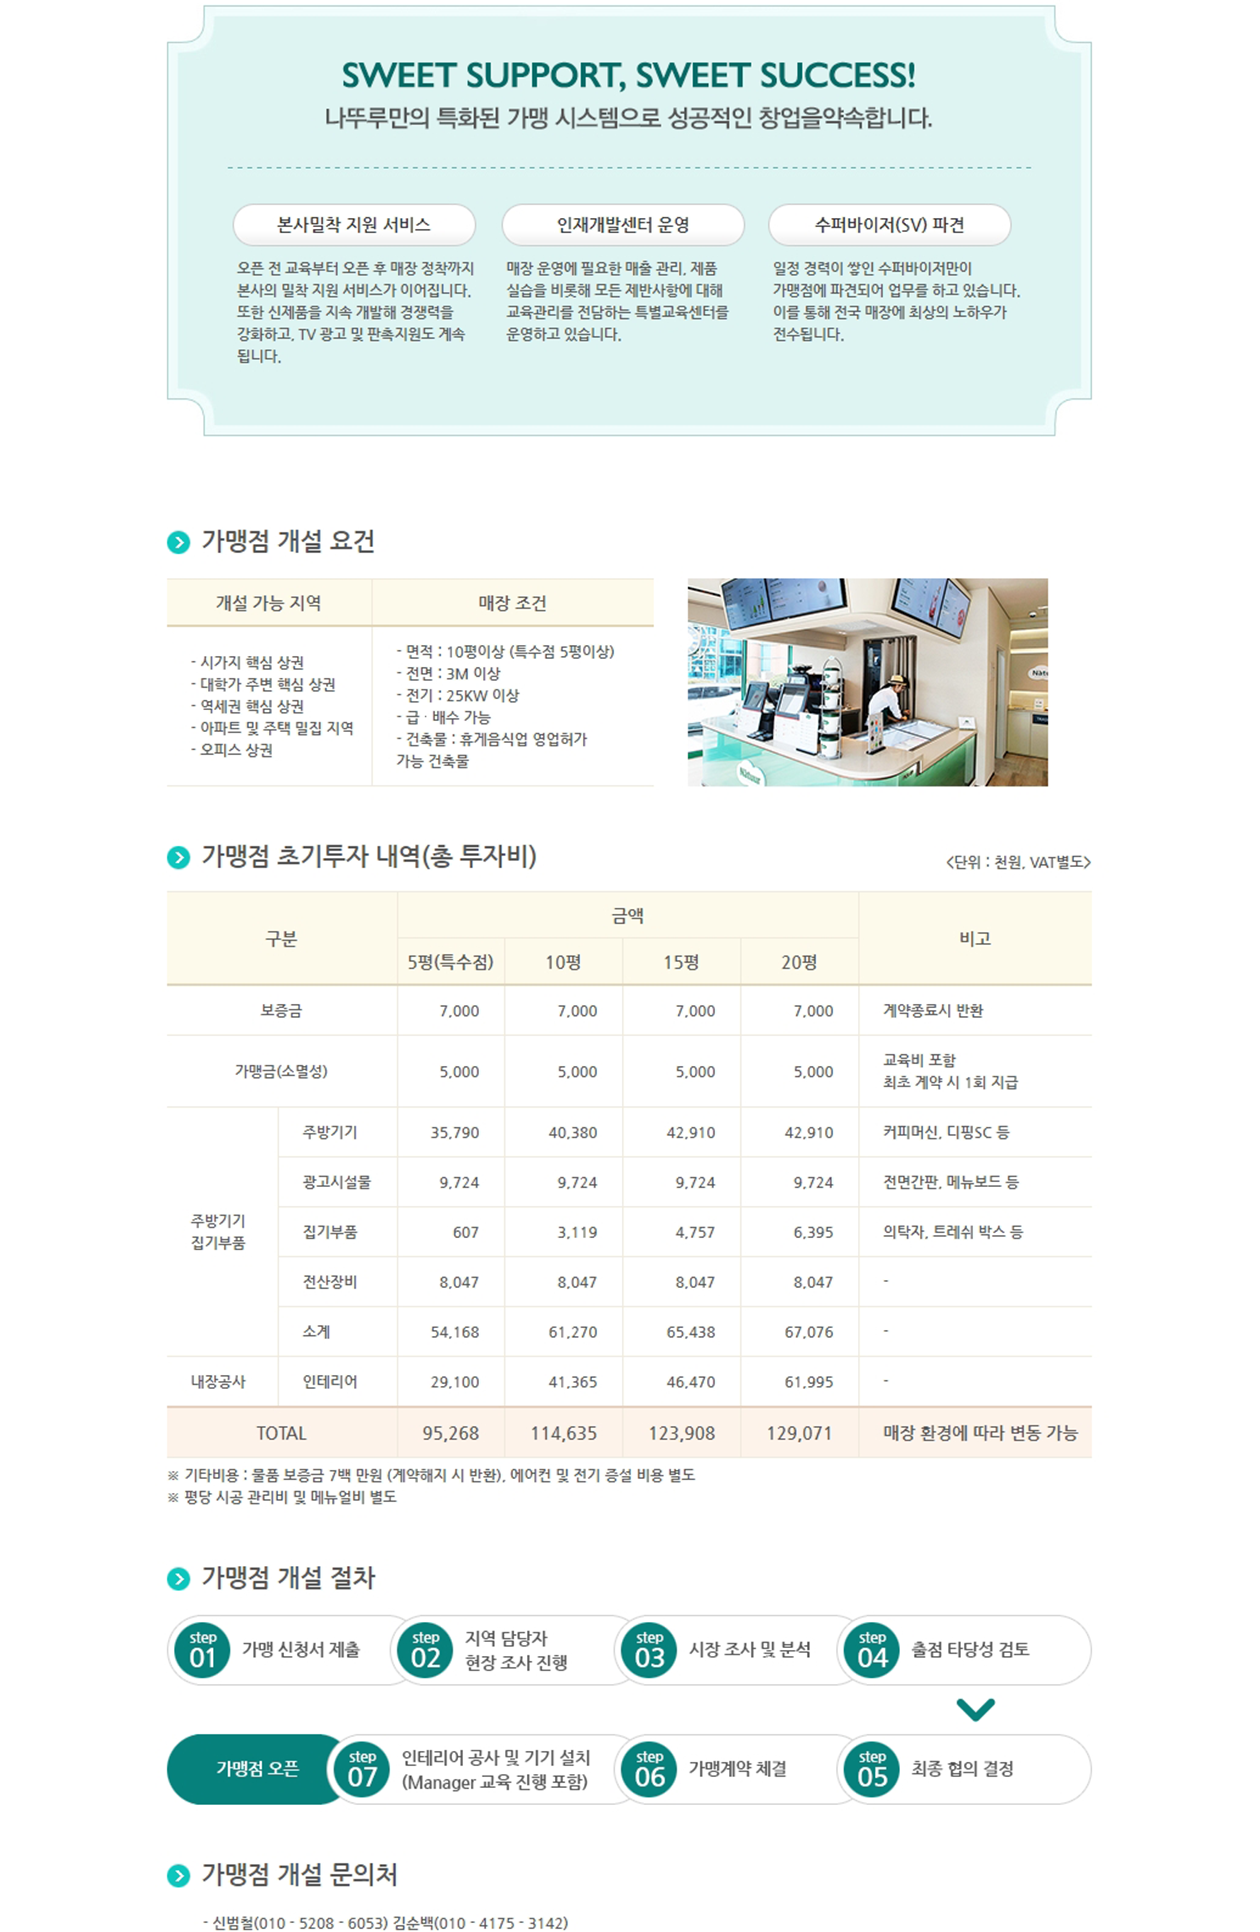 SWEET SUPPORT, SWEET SUCCESS!
나뚜루만의 특화된 가맹 시스템으로 성공적인 창업을약속합니다.
본사밀착 지원 서비스
오픈 전 교육부터 오픈 후 매장 정착까지
본사의 밀착 지원 서비스가 이어집니다.
또한 신제품을 지속 개발해 경쟁력을
강화하고, TV 광고 및 판촉지원도 계속
됩니다.
인재개발센터 운영
매장 운영에 필요한 매출 관리, 제품
실습을 비롯해 모든 제반사항에 대해
교육관리를 전담하는 특별교육센터를
운영하고 있습니다.
수퍼바이저(SV) 파견
일정 경력이 쌓인 수퍼바이저만이
가맹점에 파견되어 업무를 하고 있습니다.
이를 통해 전국 매장에 최상의 노하우가
전수됩니다.
가맹점 개설 요건
개설 가능 지역 매장 조건
- 시가지 핵심 상권
- 대학가 주변 핵심 상권
- 역세권 핵심 상권
- 아파트 및 주택 밀집 지역
- 오피스 상권
- 면적 : 10평이상 (특수점 5평이상)
- 전면 : 3M 이상
- 전기 : 25KW 이상
- 급 · 배수 가능
- 건축물 : 휴게음식업 영업허가
가능 건축물
가맹점 초기투자 내역(총 투자비)
<단위 : 천원, VAT별도>
구분 금액 비고
5평(특수점) 10평 15평 20평
보증금 7,000 7,000 7,000 7,000 계약종료시 반환
가맹금(소멸성) 5,000 5,000 5,000 5,000 교육비 포함
최초 계약 시 1회 지급
주방기기
집기부품
주방기기 35,790 40,380 42,910 42,910 커피머신, 디핑SC 등
광고시설물 9,724 9,724 9,724 9,724 전면간판, 메뉴보드 등
집기부품 607 3,119 4,757 6,395 의탁자, 트레쉬 박스 등
전산장비 8,047 8,047 8,047 8,047 -
소계 54,168 61,270 65,438 67,076 -
내장공사 인테리어 29,100 41,365 46,470 61,995 -
TOTAL 95,268 114,635 123,908 129,071 매장 환경에 따라 변동 가능
※ 기타비용 : 물품 보증금 7백 만원 (계약해지 시 반환), 에어컨 및 전기 증설 비용 별도
※ 평당 시공 관리비 및 메뉴얼비 별도
가맹점 개설 절차
step 01 가맹 신청서 제출
step 02 지역 담당자
현장 조사 진행
step 03 시장 조사 및 분석
step 04 출점 타당성 검토
가맹점 오픈
step 07 인테리어 공사 및 기기 설치
(Manager 교육 진행 포함)
step 06 가맹계약 체결
step 05 최종 협의 결정
가맹점 개설 문의처
- 신범철(010 - 5208 - 6053) 김순백(010 - 4175 - 3142)